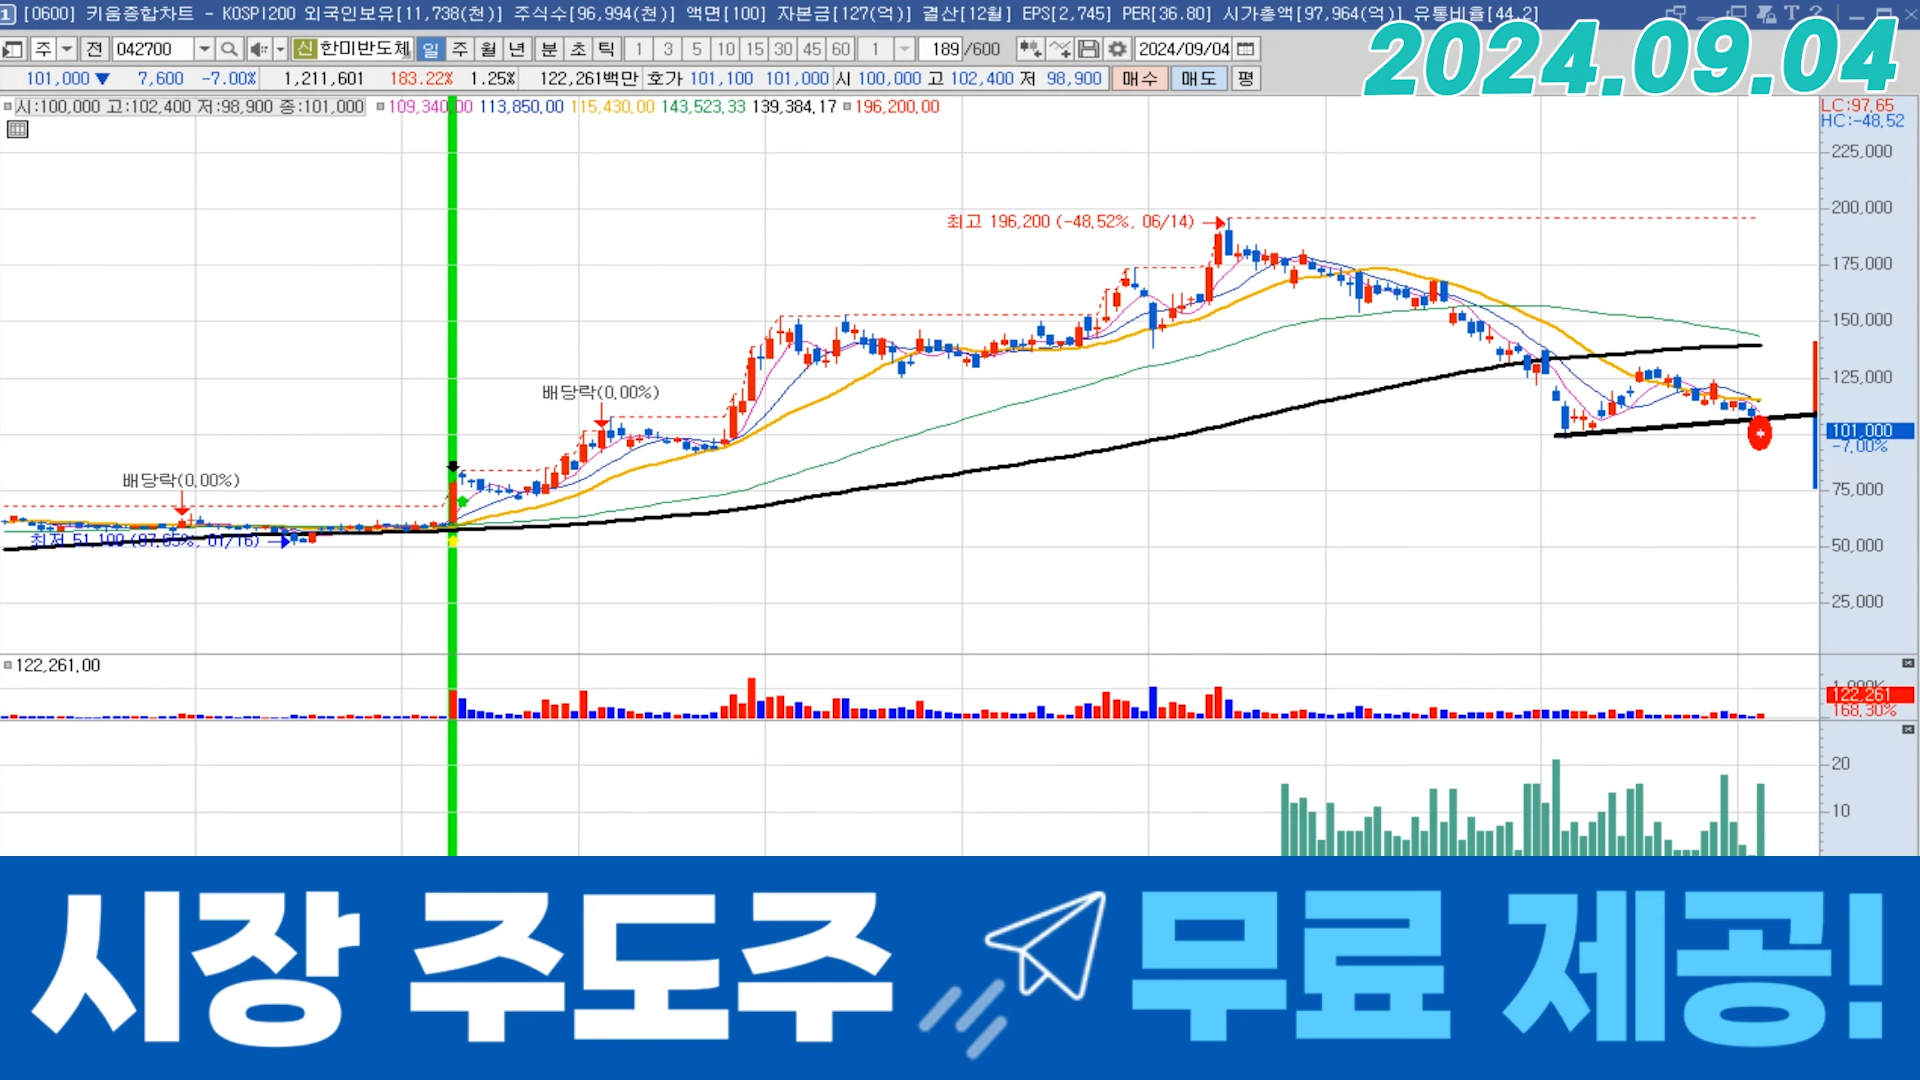 [0600] 키움종합차트 - KOSPI200 외국인보유[11,738(천)] 주식수[96,994(천)] 액면[100] 자본금[127(억)] 결산[12월] EPS[2,745] PER[36.80] 시가총액[97,964(억)] 유통비율[44.2]
2024.09.04
주 전 042700 신 한미반도체 일 주 월 년 분 초 틱 1 3 5 10 15 30 45 60 1 189 /600 2024/09/04
101,000 ▼ 7,600 -7.00% 1,211,601 183.22% 1.25% 122,261백만 호가 101,100 101,000 시 100,000 고 102,400 저 98,900 매수 매도 평
시:100,000 고:102,400 저:98,900 종:101,000 113,850.00 115,430.00 143,523.33 139,384.17 196,200.00
LC:97.65
HC:-48.52
225,000
200,000
최고 196,200 (-48.52%, 06/14)
175,000
150,000
125,000
배당락(0.00%)
101,000
-7.00%
배당락(0.00%)
75,000
최저 51,100 (97.65%, 01/16)
50,000
25,000
122,261.00
122,261
168.30%
20
10
시장 주도주 무료 제공!